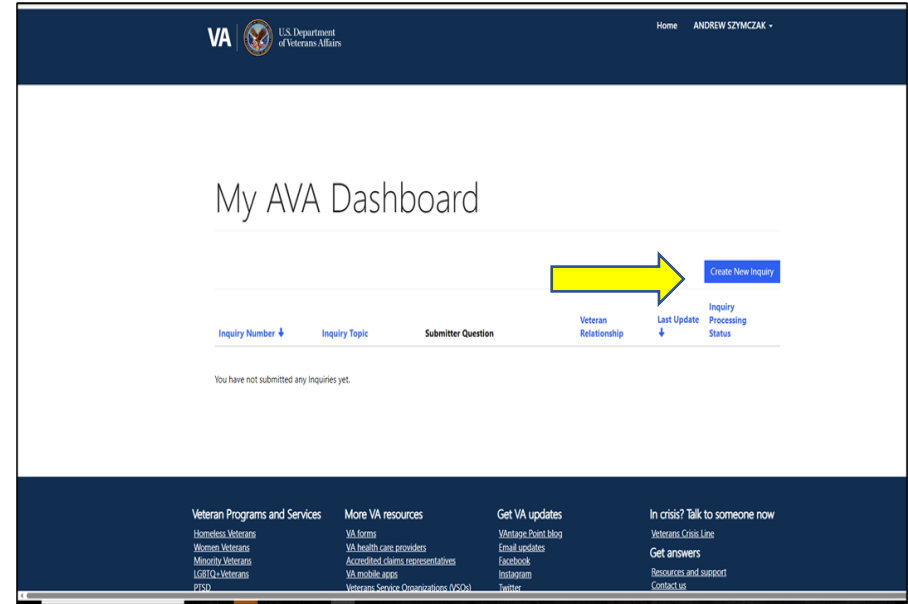 VA
U.S. Department
of Veterans Affairs
Home ANDREW SZYMCZAK
My AVA Dashboard
Create New Inquiry
Inquiry Number Inquiry Topic Submitter Question Veteran Relationship Last Update Inquiry Processing Status
You have not submitted any Inquiries yet.
Veteran Programs and Services
Homeless Veterans
Women Veterans
Minority Veterans
LGBTQ+ Veterans
PTSD
More VA resources
VA forms
VA health care providers
Accredited claims representatives
VA mobile apps
Veterans Service Organizations (VSOs)
Get VA updates
VAntage Point blog
Email updates
Facebook
Instagram
Twitter
In crisis? Talk to someone now
Veterans Crisis Line
Get answers
Resources and support
Contact us